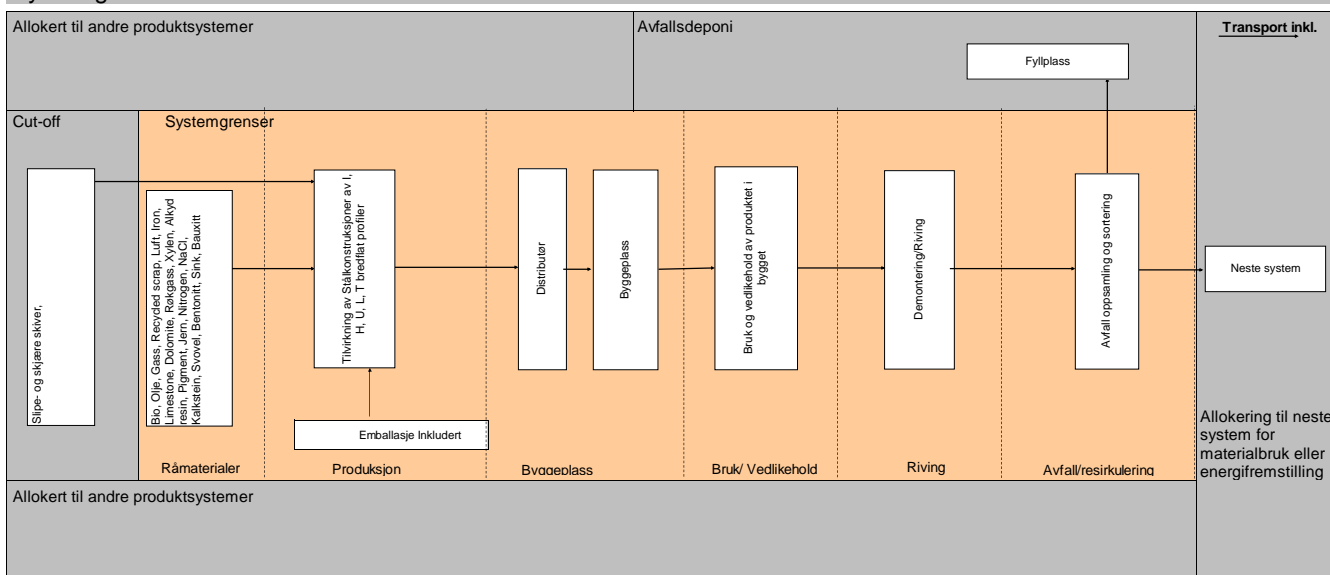 Allokert til andre produktsystemer
Avfallsdeponi
Transport inkl.
Fyllplass
Cut-off
Systemgrenser
Slipe- og skjære skiver,
Bio, Olje, Gass, Recycled scrap, Luft, Iron,
Limestone, Dolomite, Røkgass, Xylen, Alkyd
resin, Pigment, Jern, Nitrogen, NaCl,
Kalkstein, Svovel, Bentonitt, Sink, Bauxitt
Tilvirkning av Stålkonstruksjoner av I,
H, U, L, T bredflat profiler
Distributør
Byggeplass
Bruk og vedlikehold av produktet i
bygget
Demontering/Riving
Avfall oppsamling og sortering
Neste system
Emballasje Inkludert
Råmaterialer
Produksjon
Byggeplass
Bruk/ Vedlikehold
Riving
Avfall/resirkulering
Allokering til neste
system for
materialbruk eller
energifremstilling
Allokert til andre produktsystemer